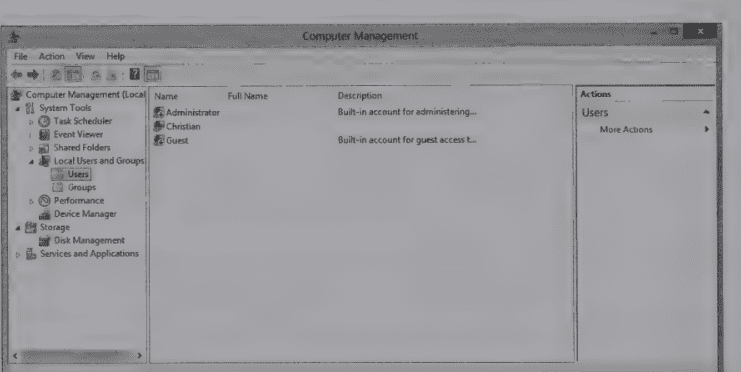 Computer Management
File Action View Help
Computer Management (Local
System Tools
Task Scheduler
Event Viewer
Shared Folders
Local Users and Groups
Users
Groups
Performance
Device Manager
Storage
Disk Management
Services and Applications
Name Full Name Description
Administrator Built-in account for administering...
Christian
Guest Built-in account for guest access t...
Actions
Users
More Actions